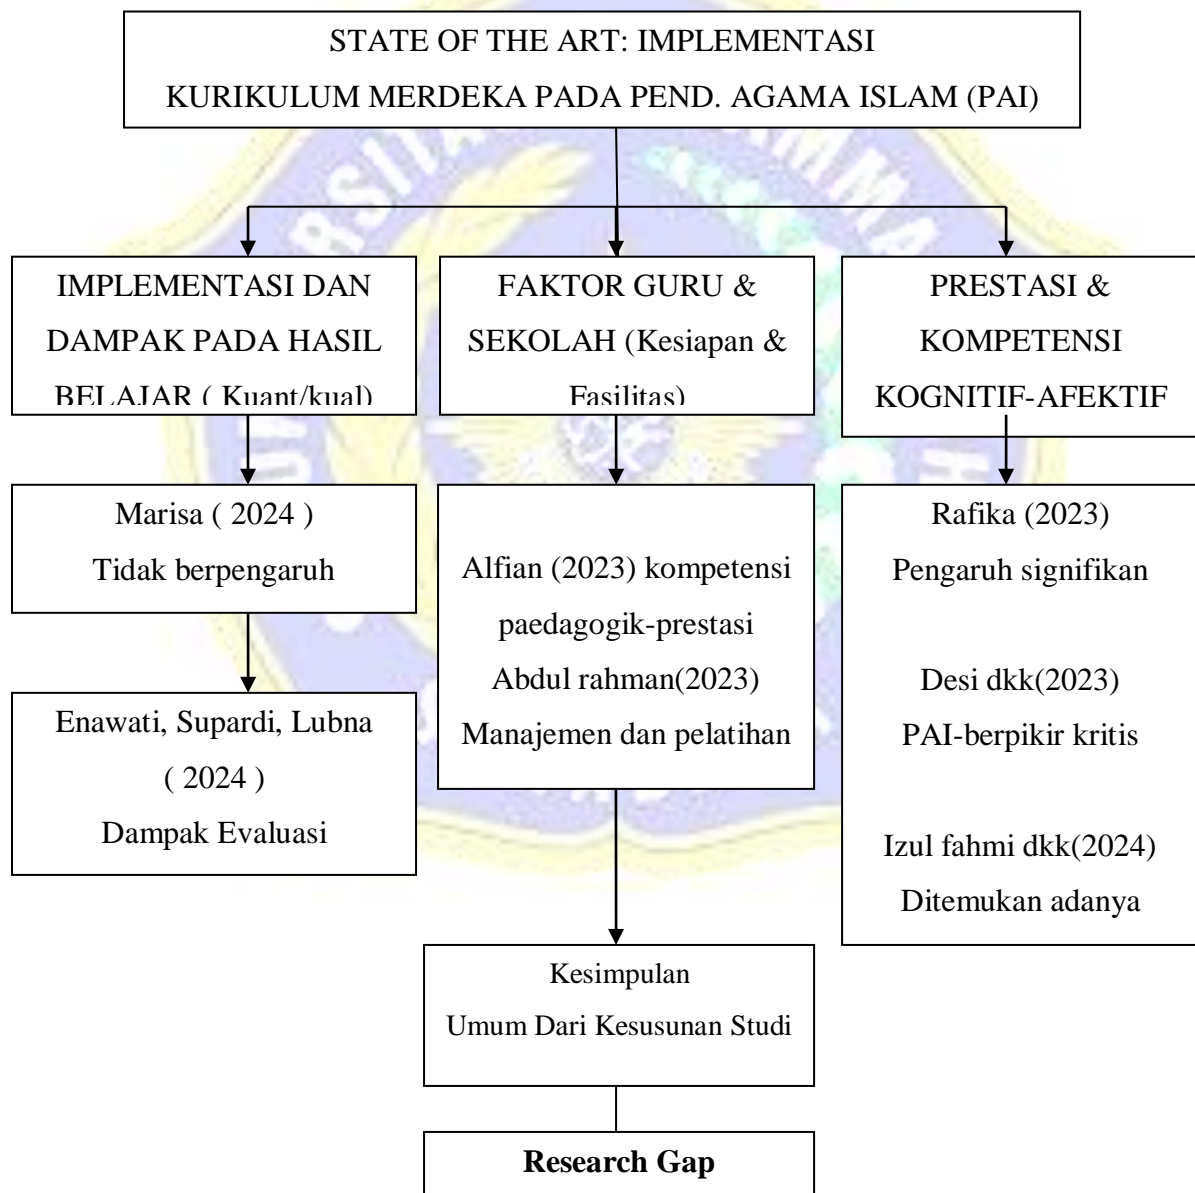 STATE OF THE ART: IMPLEMENTASI
KURIKULUM MERDEKA PADA PEND. AGAMA ISLAM (PAI)
IMPLEMENTASI DAN
DAMPAK PADA HASIL
BELAJAR ( Kuant/kual)
FAKTOR GURU &
SEKOLAH (Kesiapan &
Fasilitas)
PRESTASI &
KOMPETENSI
KOGNITIF-AFEKTIF
Marisa ( 2024 )
Tidak berpengaruh
Enawati, Supardi, Lubna
( 2024 )
Dampak Evaluasi
Alfian (2023) kompetensi
paedagogik-prestasi
Abdul rahman(2023)
Manajemen dan pelatihan
Rafika (2023)
Pengaruh signifikan
Desi dkk(2023)
PAI-berpikir kritis
Izul fahmi dkk(2024)
Ditemukan adanya
Kesimpulan
Umum Dari Kesusunan Studi
Research Gap